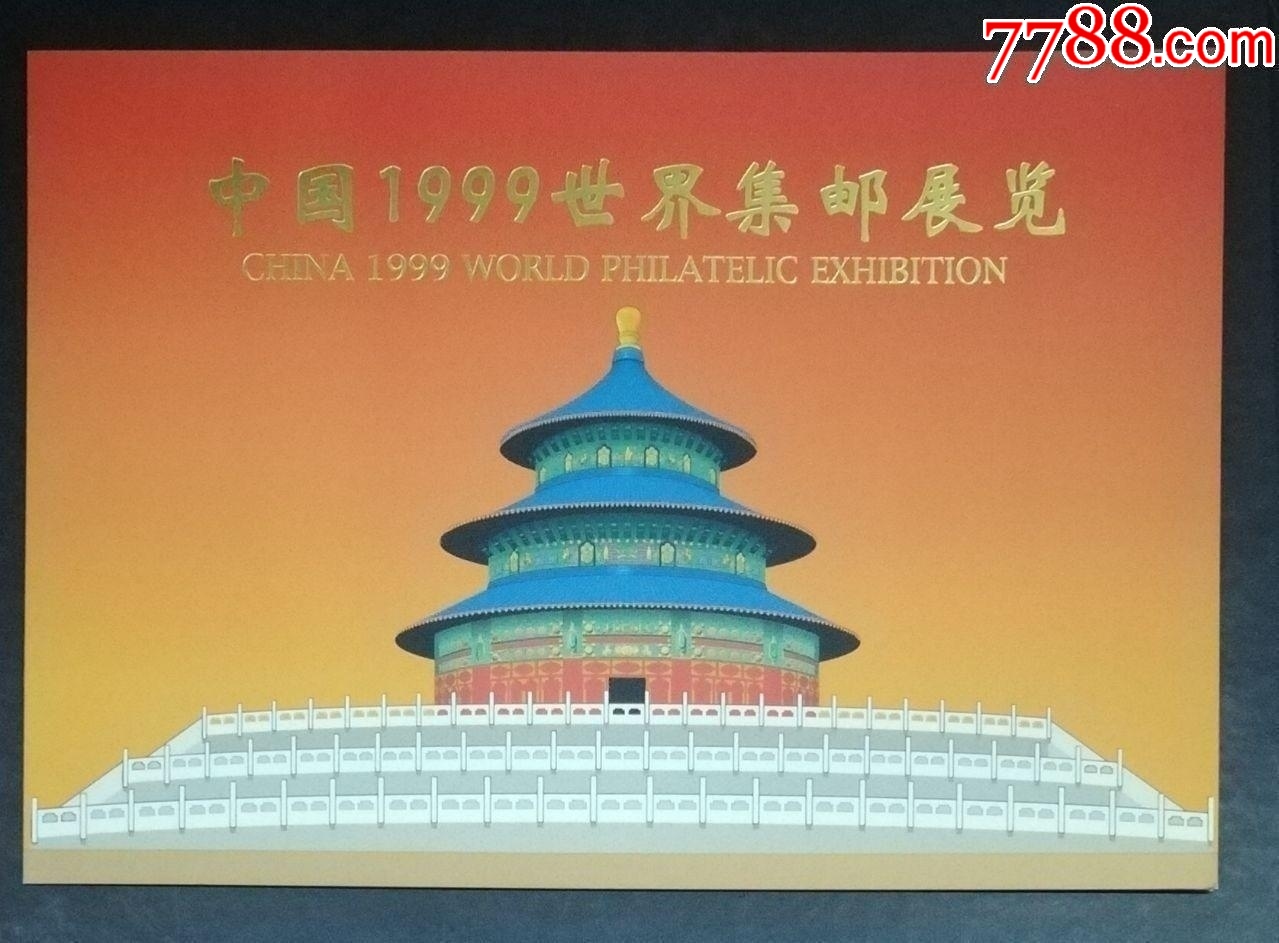 7788.com
中国1999世界集邮展览
CHINA 1999 WORLD PHILATELIC EXHIBITION